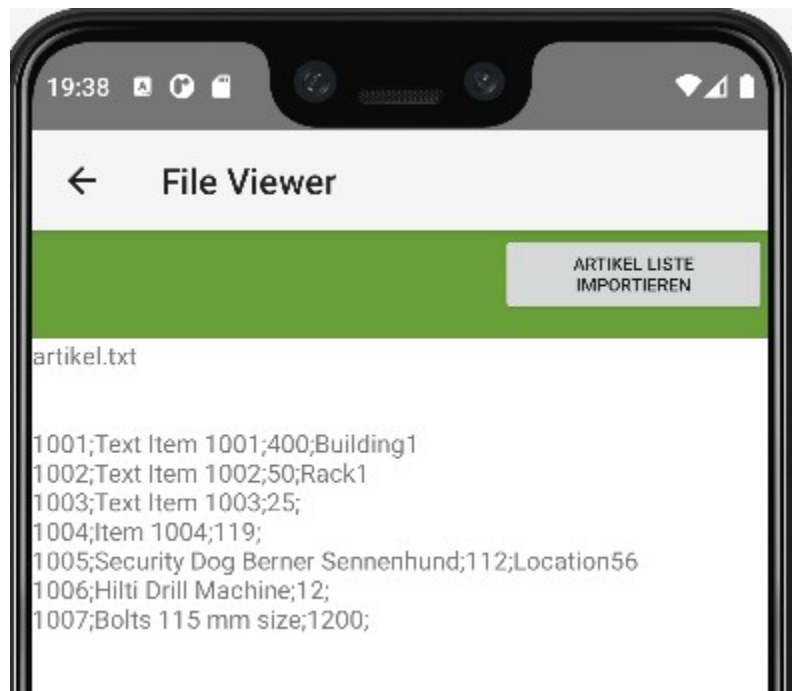 19:38
File Viewer
ARTIKEL LISTE
IMPORTIEREN
artikel.txt
1001;Text Item 1001;400;Building1
1002;Text Item 1002;50;Rack1
1003;Text Item 1003;25;
1004;Item 1004;119;
1005;Security Dog Berner Sennenhund;112;Location56
1006;Hilti Drill Machine;12;
1007;Bolts 115 mm size;1200;